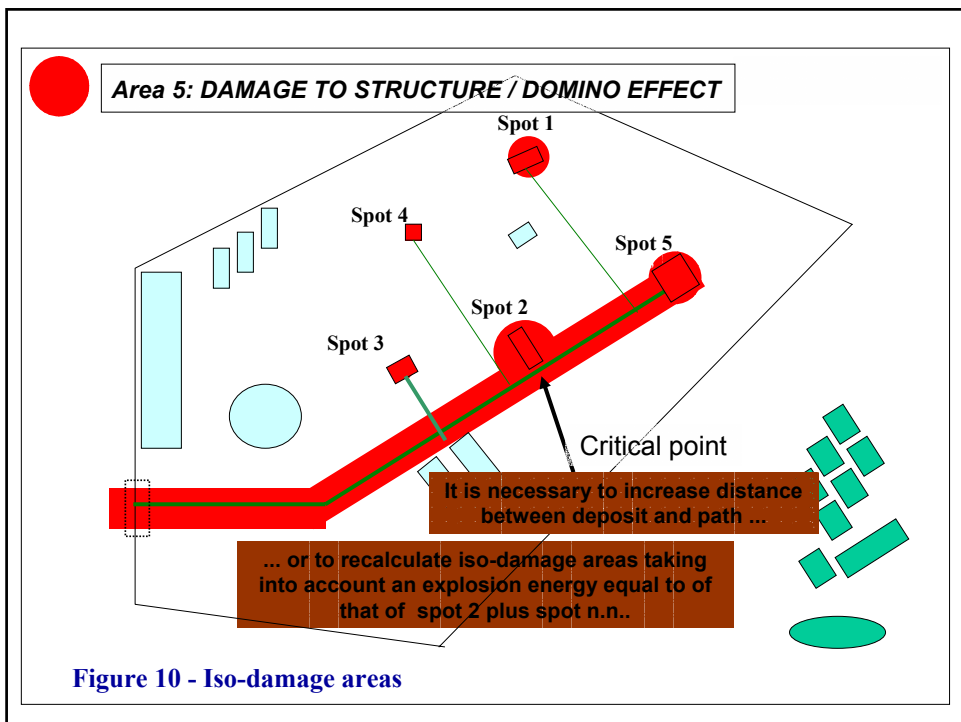 Area 5: DAMAGE TO STRUCTURE / DOMINO EFFECT
Spot 1
Spot 4
Spot 5
Spot 2
Spot 3
Critical point
It is necessary to increase distance
between deposit and path ...
... or to recalculate iso-damage areas taking
into account an explosion energy equal to of
that of spot 2 plus spot n.n..
Figure 10 - Iso-damage areas